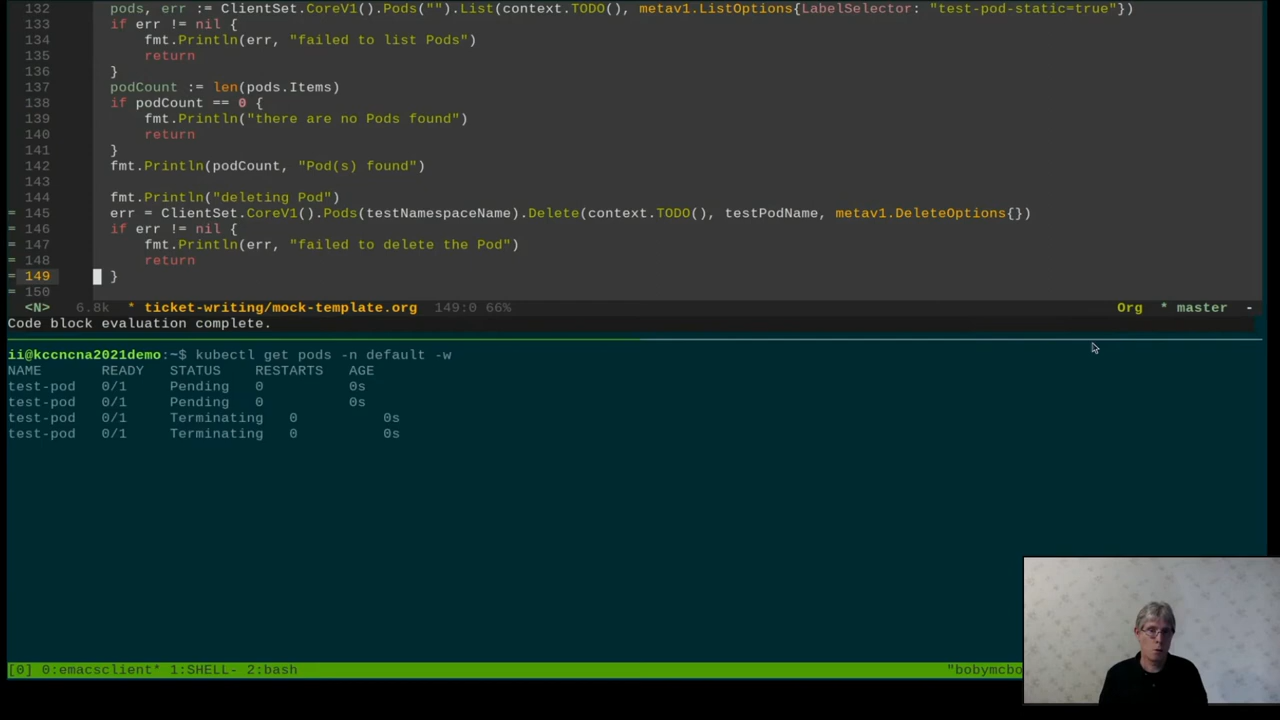 132 pods, err := ClientSet.CoreV1().Pods("").List(context.TODO(), metav1.ListOptions{LabelSelector: "test-pod-static=true"})
133 if err != nil {
134 fmt.Println(err, "failed to list Pods")
135 return
136 }
137 podCount := len(pods.Items)
138 if podCount == 0 {
139 fmt.Println("there are no Pods found")
140 return
141 }
142 fmt.Println(podCount, "Pod(s) found")
143
144 fmt.Println("deleting Pod")
= 145 err = ClientSet.CoreV1().Pods(testNamespaceName).Delete(context.TODO(), testPodName, metav1.DeleteOptions{})
= 146 if err != nil {
= 147 fmt.Println(err, "failed to delete the Pod")
= 148 return
= 149 }
= 150
<N> 6.8k * ticket-writing/mock-template.org 149:0 66% Org * master -
Code block evaluation complete.
ii@kccncna2021demo:~$ kubectl get pods -n default -w
NAME READY STATUS RESTARTS AGE
test-pod 0/1 Pending 0 0s
test-pod 0/1 Pending 0 0s
test-pod 0/1 Terminating 0 0s
test-pod 0/1 Terminating 0 0s
[0] 0:emacsclient* 1:SHELL- 2:bash "bobymcbo